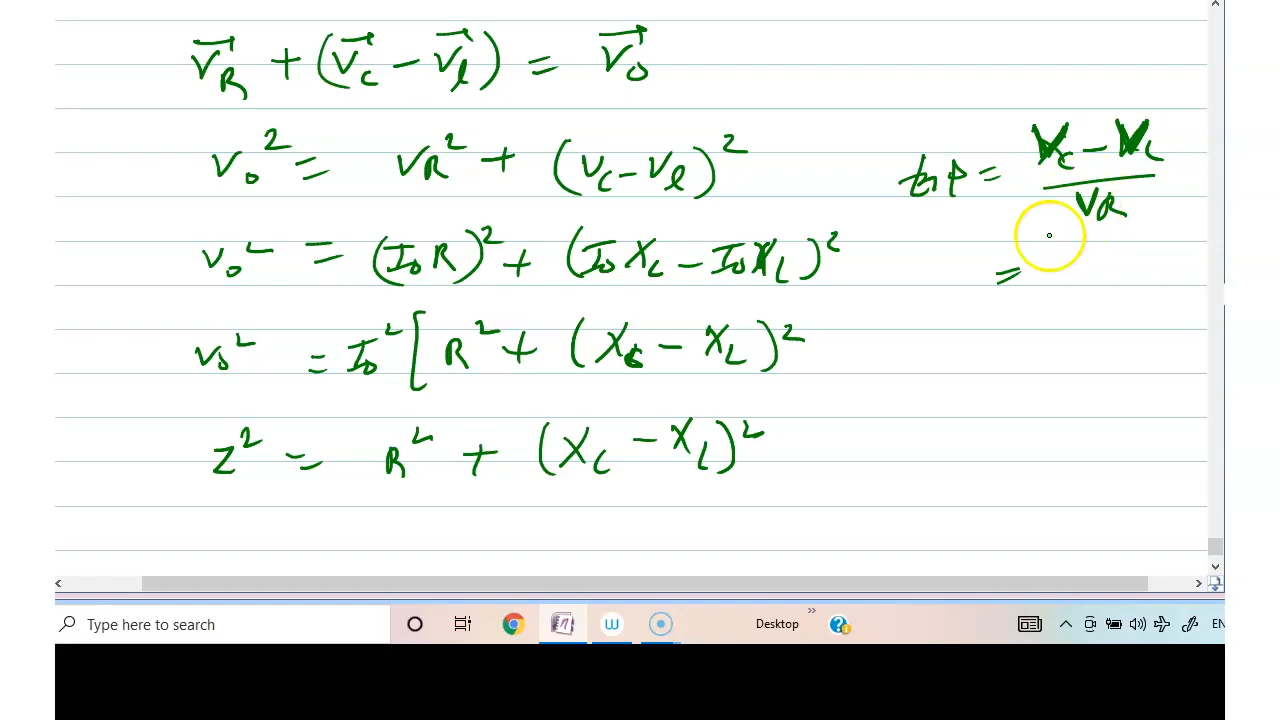 V⃗R + (V⃗c − V⃗l) = V⃗o
Vo² = VR² + (Vc − Vl)²
tan φ = Vc − VL / VR
Vo² = (IoR)² + (IoXc − IoXL)²
=
Vo² = Io² [R² + (Xc − XL)²
Z² = R² + (Xc − XL)²
Type here to search
Desktop
EN